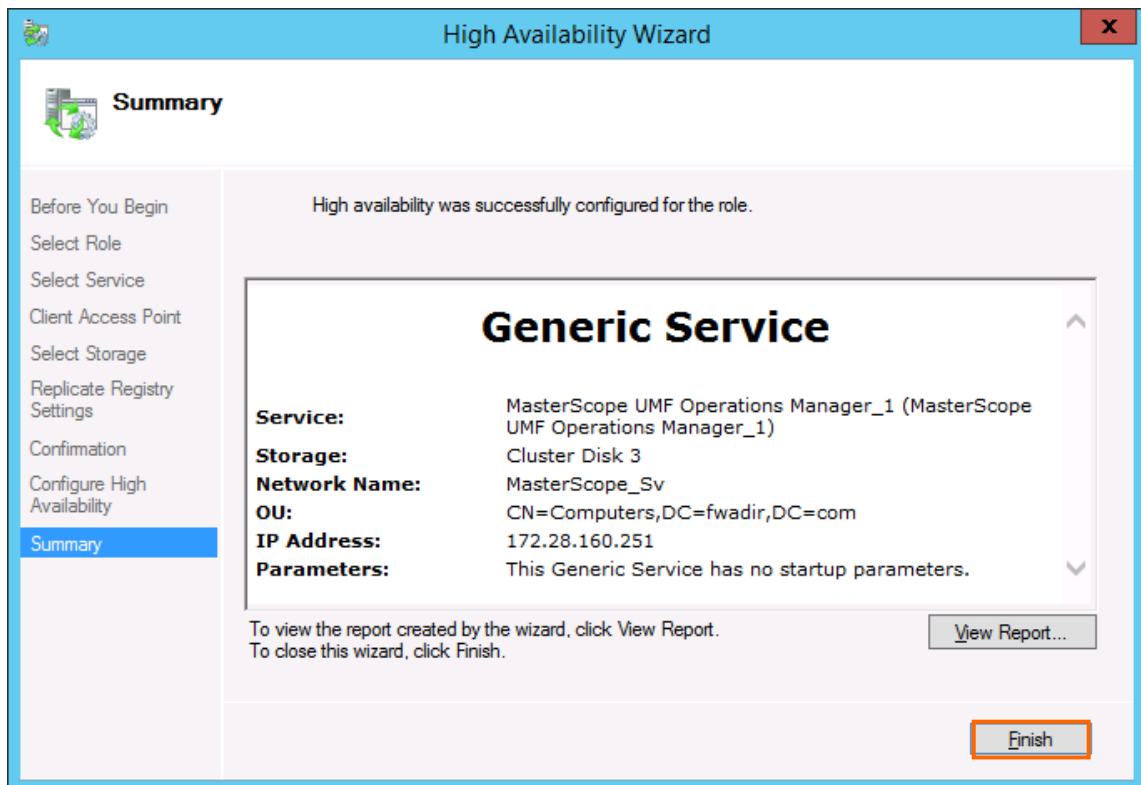 High Availability Wizard
x
Summary
Before You Begin
Select Role
Select Service
Client Access Point
Select Storage
Replicate Registry
Settings
Confirmation
Configure High
Availability
Summary
High availability was successfully configured for the role.
Generic Service
Service: MasterScope UMF Operations Manager_1 (MasterScope
UMF Operations Manager_1)
Storage: Cluster Disk 3
Network Name: MasterScope_Sv
OU: CN=Computers,DC=fwadir,DC=com
IP Address: 172.28.160.251
Parameters: This Generic Service has no startup parameters.
To view the report created by the wizard, click View Report.
To close this wizard, click Finish.
View Report...
Finish